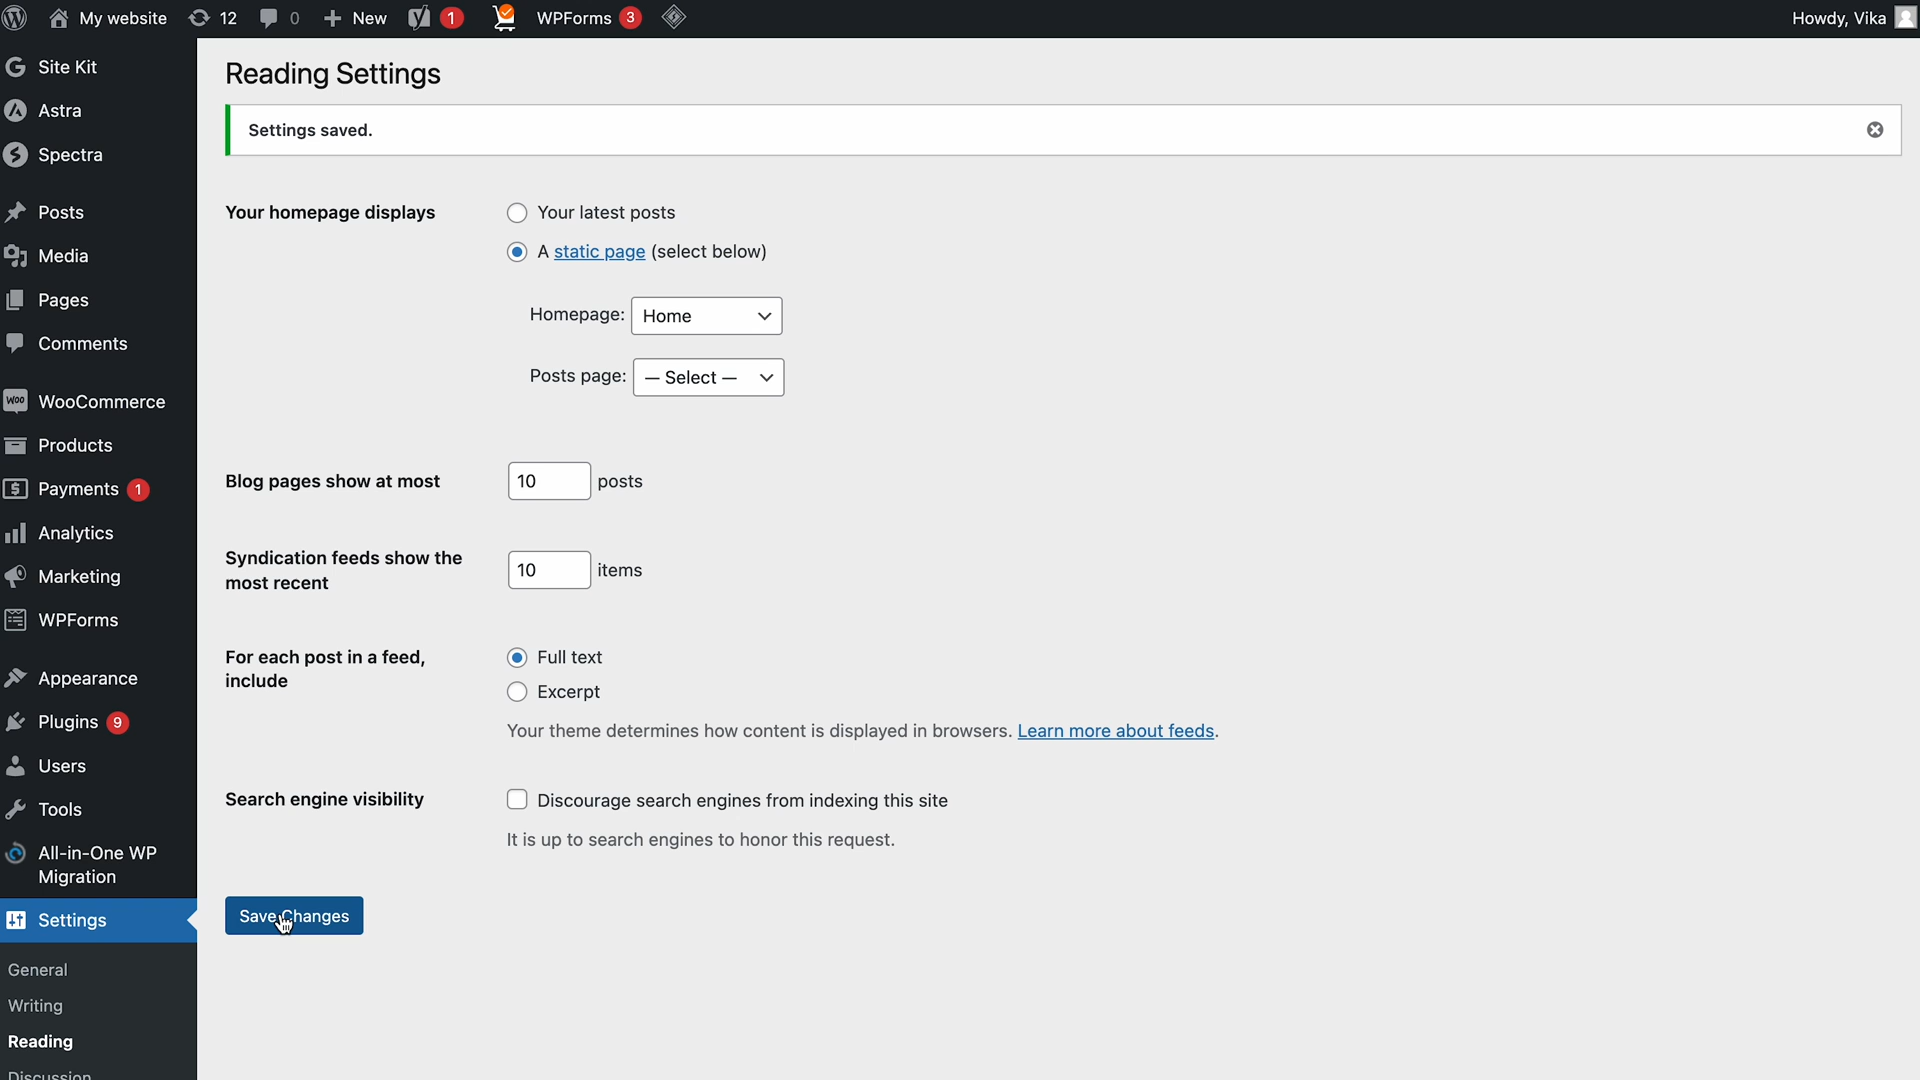 My website 12 0 New 1 WPForms 3 Howdy, Vika
Site Kit
Astra
Spectra
Posts
Media
Pages
Comments
WooCommerce
Products
Payments 1
Analytics
Marketing
WPForms
Appearance
Plugins 9
Users
Tools
All-in-One WP
Migration
Settings
General
Writing
Reading
Discussion
Reading Settings
Settings saved.
Your homepage displays
Your latest posts
A static page (select below)
Homepage: Home
Posts page: — Select —
Blog pages show at most 10 posts
Syndication feeds show the
most recent
10 items
For each post in a feed,
include
Full text
Excerpt
Your theme determines how content is displayed in browsers. Learn more about feeds.
Search engine visibility
Discourage search engines from indexing this site
It is up to search engines to honor this request.
Save Changes